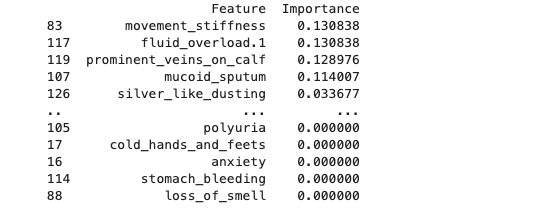 Feature Importance
83 movement_stiffness 0.130838
117 fluid_overload.1 0.130838
119 prominent_veins_on_calf 0.128976
107 mucoid_sputum 0.114007
126 silver_like_dusting 0.033677
.. ... ...
105 polyuria 0.000000
17 cold_hands_and_feets 0.000000
16 anxiety 0.000000
114 stomach_bleeding 0.000000
88 loss_of_smell 0.000000